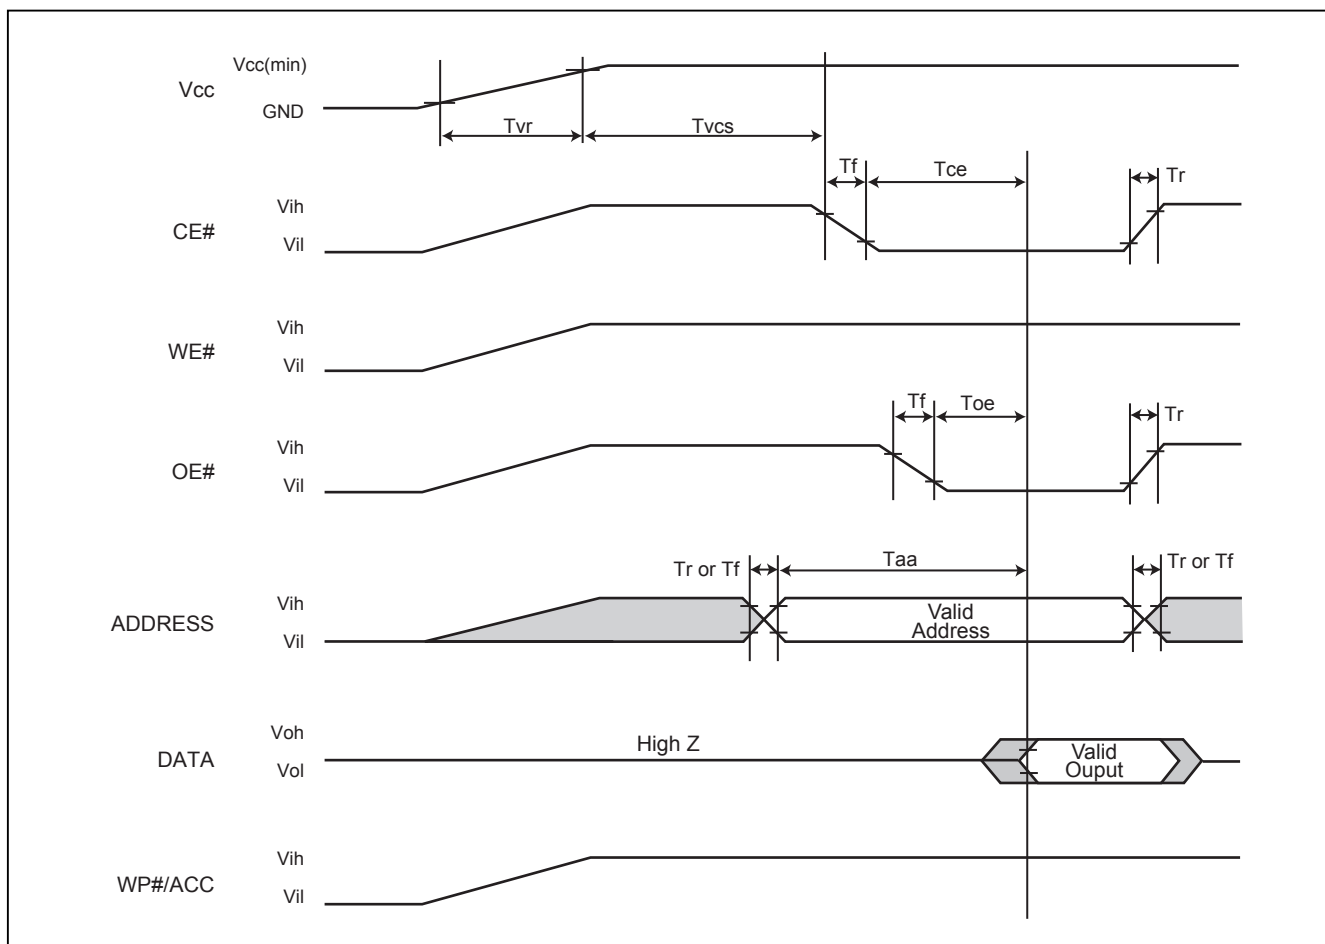 Vcc(min)
Vcc
GND
Tvr
Tvcs
Tf
Tce
Tr
Vih
CE#
Vil
Vih
WE#
Vil
Tf
Toe
Tr
Vih
OE#
Vil
Tr or Tf
Taa
Tr or Tf
Vih
ADDRESS
Vil
Valid
Address
Voh
DATA
Vol
High Z
Valid
Ouput
Vih
WP#/ACC
Vil